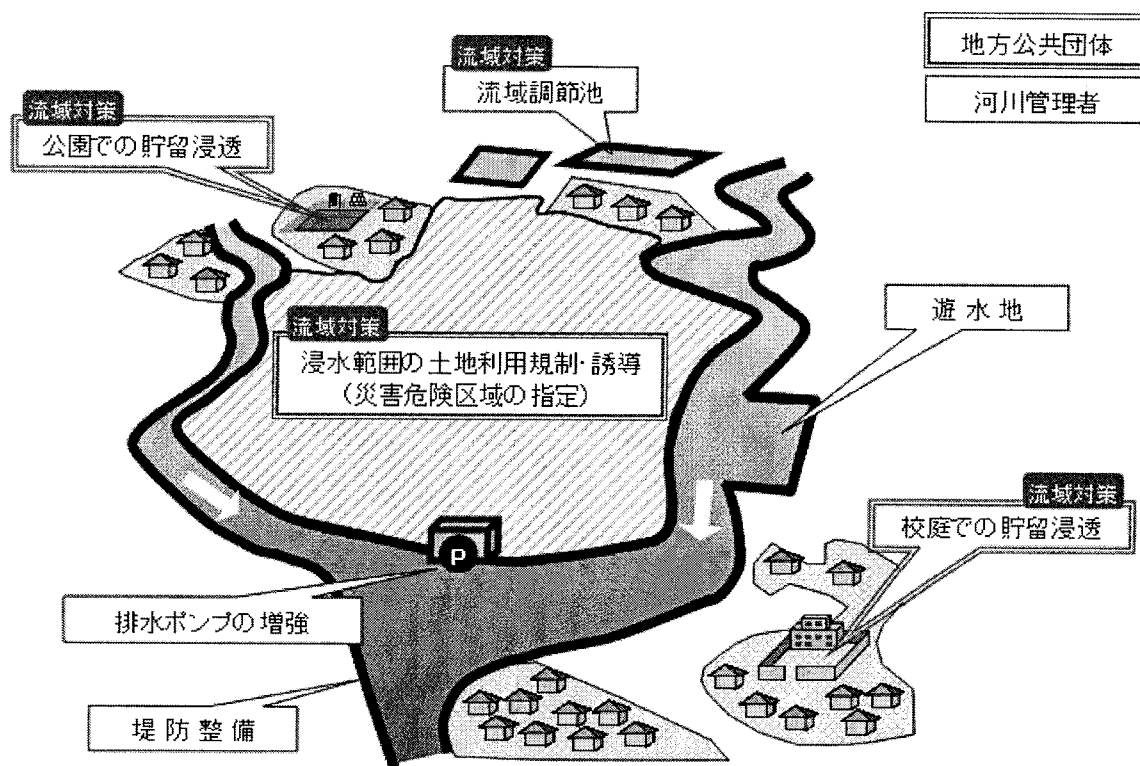 地方公共団体
河川管理者
流域対策
流域調節池
流域対策
公園での貯留浸透
流域対策
浸水範囲の土地利用規制・誘導
(災害危険区域の指定)
遊水地
流域対策
校庭での貯留浸透
P
排水ポンプの増強
堤防整備